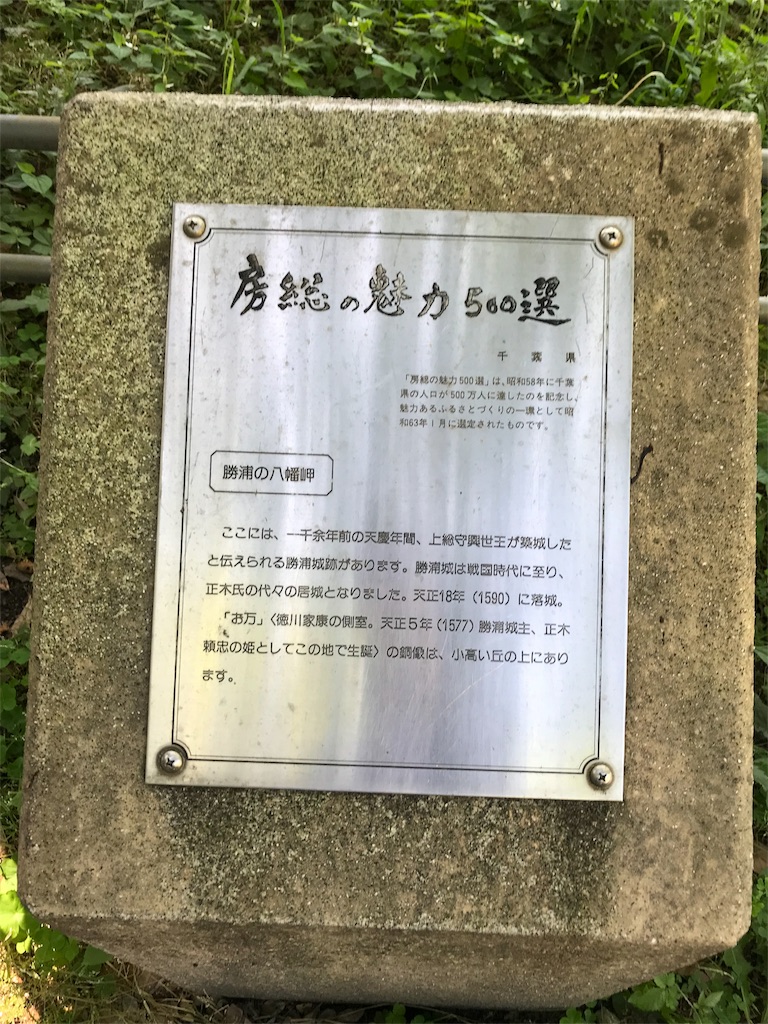 房総の魅力500選
千葉県
「房総の魅力500選」は、昭和58年に千葉
県の人口が500万人に達したのを記念し、
魅力あるふるさとづくりの一環として昭
和63年1月に選定されたものです。
勝浦の八幡岬
ここには、一千余年前の天慶年間、上総守興世王が築城した
と伝えられる勝浦城跡があります。勝浦城は戦国時代に至り、
正木氏の代々の居城となりました。天正18年(1590)に落城。
「お万」〈徳川家康の側室。天正5年(1577)勝浦城主、正木
頼忠の姫としてこの地で生誕〉の銅像は、小高い丘の上にあり
ます。